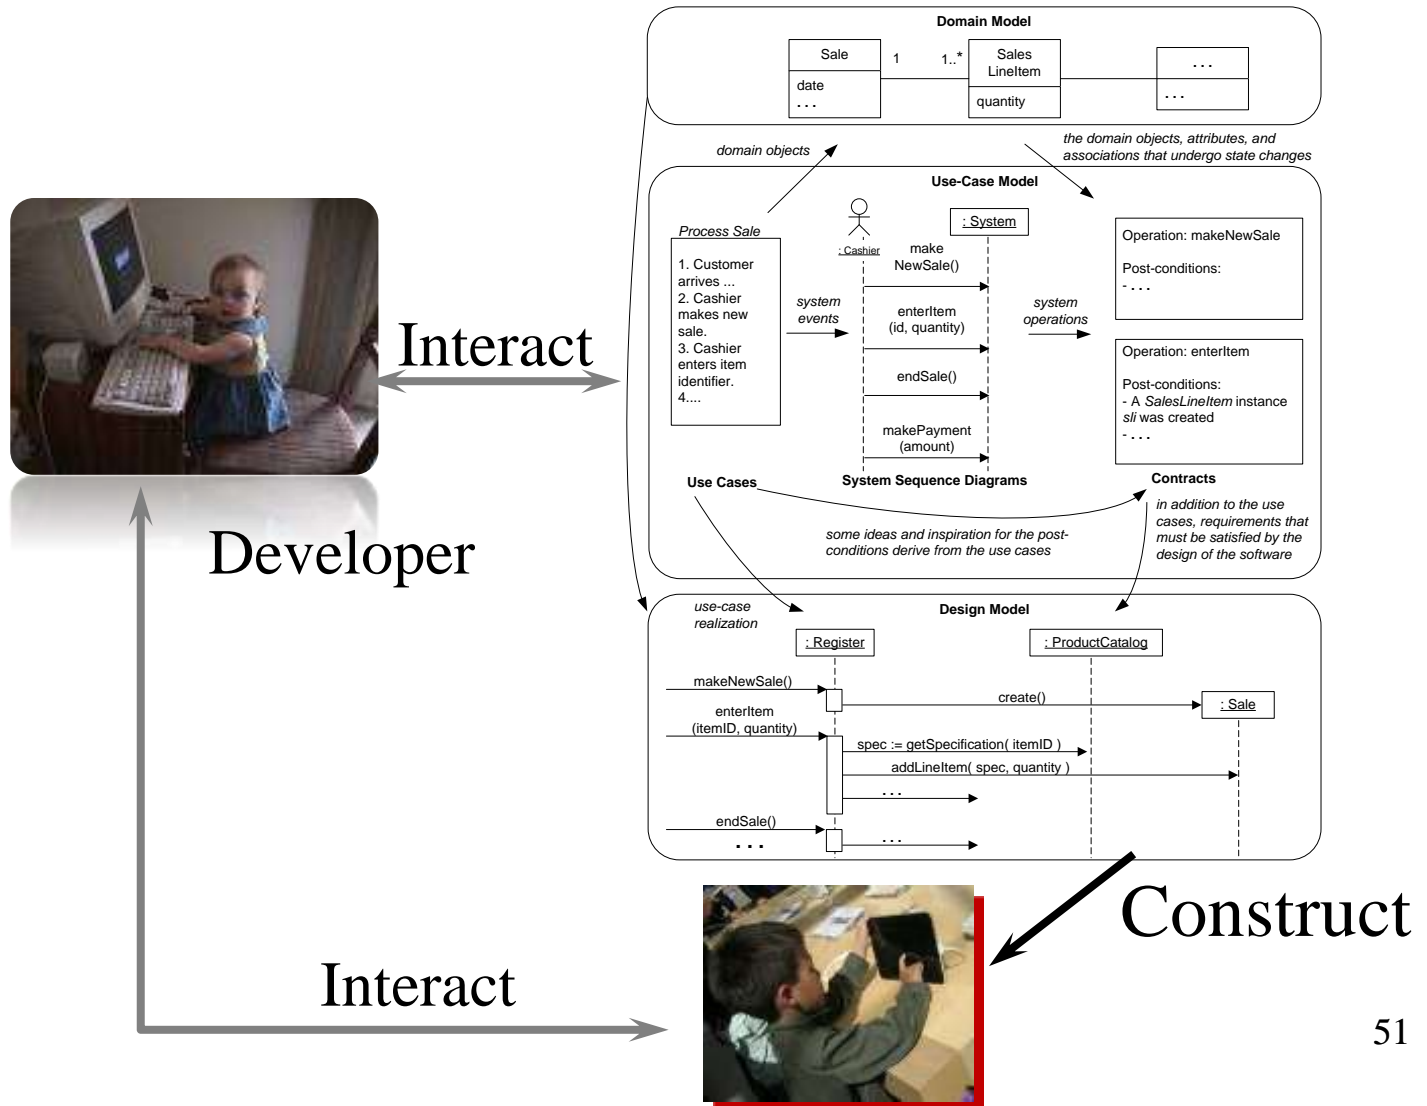 Domain Model
Sale
1
1..*
Sales
LineItem
. . .
date
. . .
quantity
. . .
domain objects
the domain objects, attributes, and
associations that undergo state changes
Use-Case Model
Process Sale
1. Customer
arrives ...
2. Cashier
makes new
sale.
3. Cashier
enters item
identifier.
4....
system
events
: Cashier
: System
make
NewSale()
enterItem
(id, quantity)
endSale()
makePayment
(amount)
system
operations
Operation: makeNewSale
Post-conditions:
- . . .
Operation: enterItem
Post-conditions:
- A SalesLineItem instance
sli was created
- . . .
Use Cases
System Sequence Diagrams
Contracts
some ideas and inspiration for the post-
conditions derive from the use cases
in addition to the use
cases, requirements that
must be satisfied by the
design of the software
Interact
Developer
use-case
realization
Design Model
: Register
: ProductCatalog
makeNewSale()
create()
: Sale
enterItem
(itemID, quantity)
spec := getSpecification( itemID )
addLineItem( spec, quantity )
. . .
endSale()
. . .
. . .
Construct
Interact
51